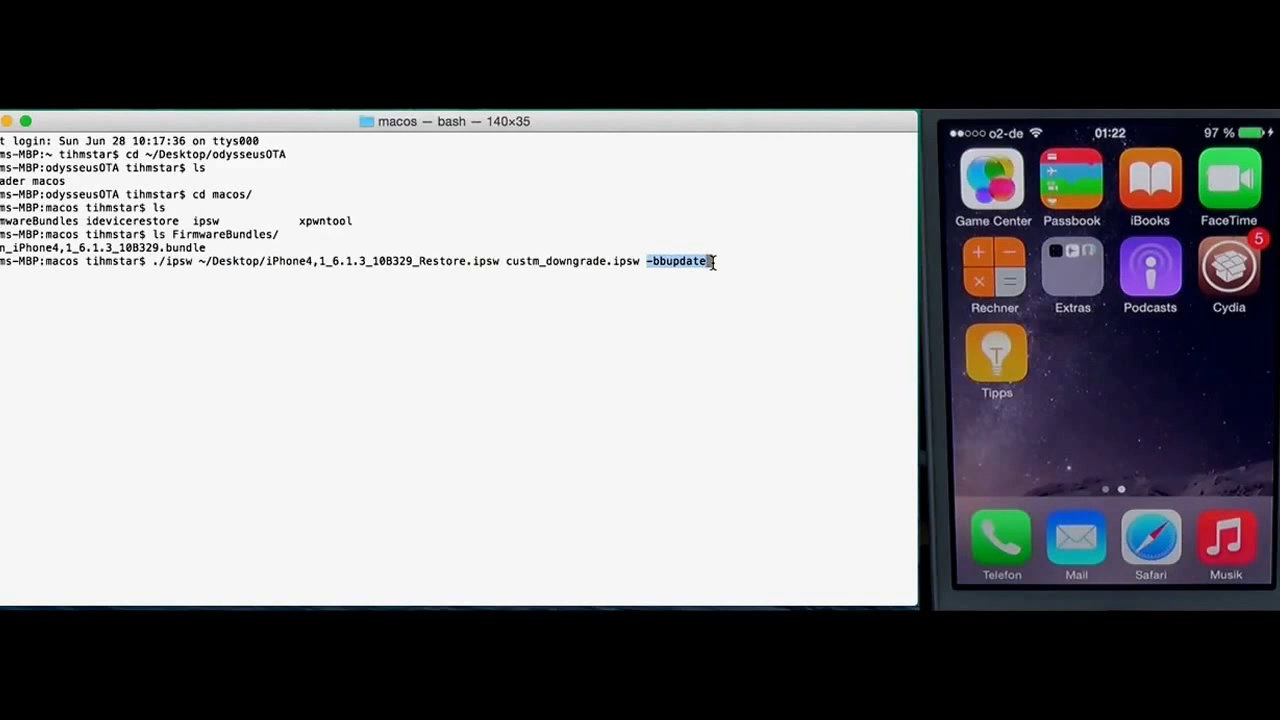 macos — bash — 140×35
t login: Sun Jun 28 10:17:36 on ttys000
ms-MBP:~ tihmstar$ cd ~/Desktop/odysseusOTA
ms-MBP:odysseusOTA tihmstar$ ls
ader macos
ms-MBP:odysseusOTA tihmstar$ cd macos/
ms-MBP:macos tihmstar$ ls
mwareBundles idevicerestore ipsw xpwntool
ms-MBP:macos tihmstar$ ls FirmwareBundles/
n_iPhone4,1_6.1.3_10B329.bundle
ms-MBP:macos tihmstar$ ./ipsw ~/Desktop/iPhone4,1_6.1.3_10B329_Restore.ipsw custm_downgrade.ipsw -bbupdate
o2-de 01:22 97 %
Game Center Passbook iBooks FaceTime
5
Rechner Extras Podcasts Cydia
T
Tipps
Telefon Mail Safari Musik